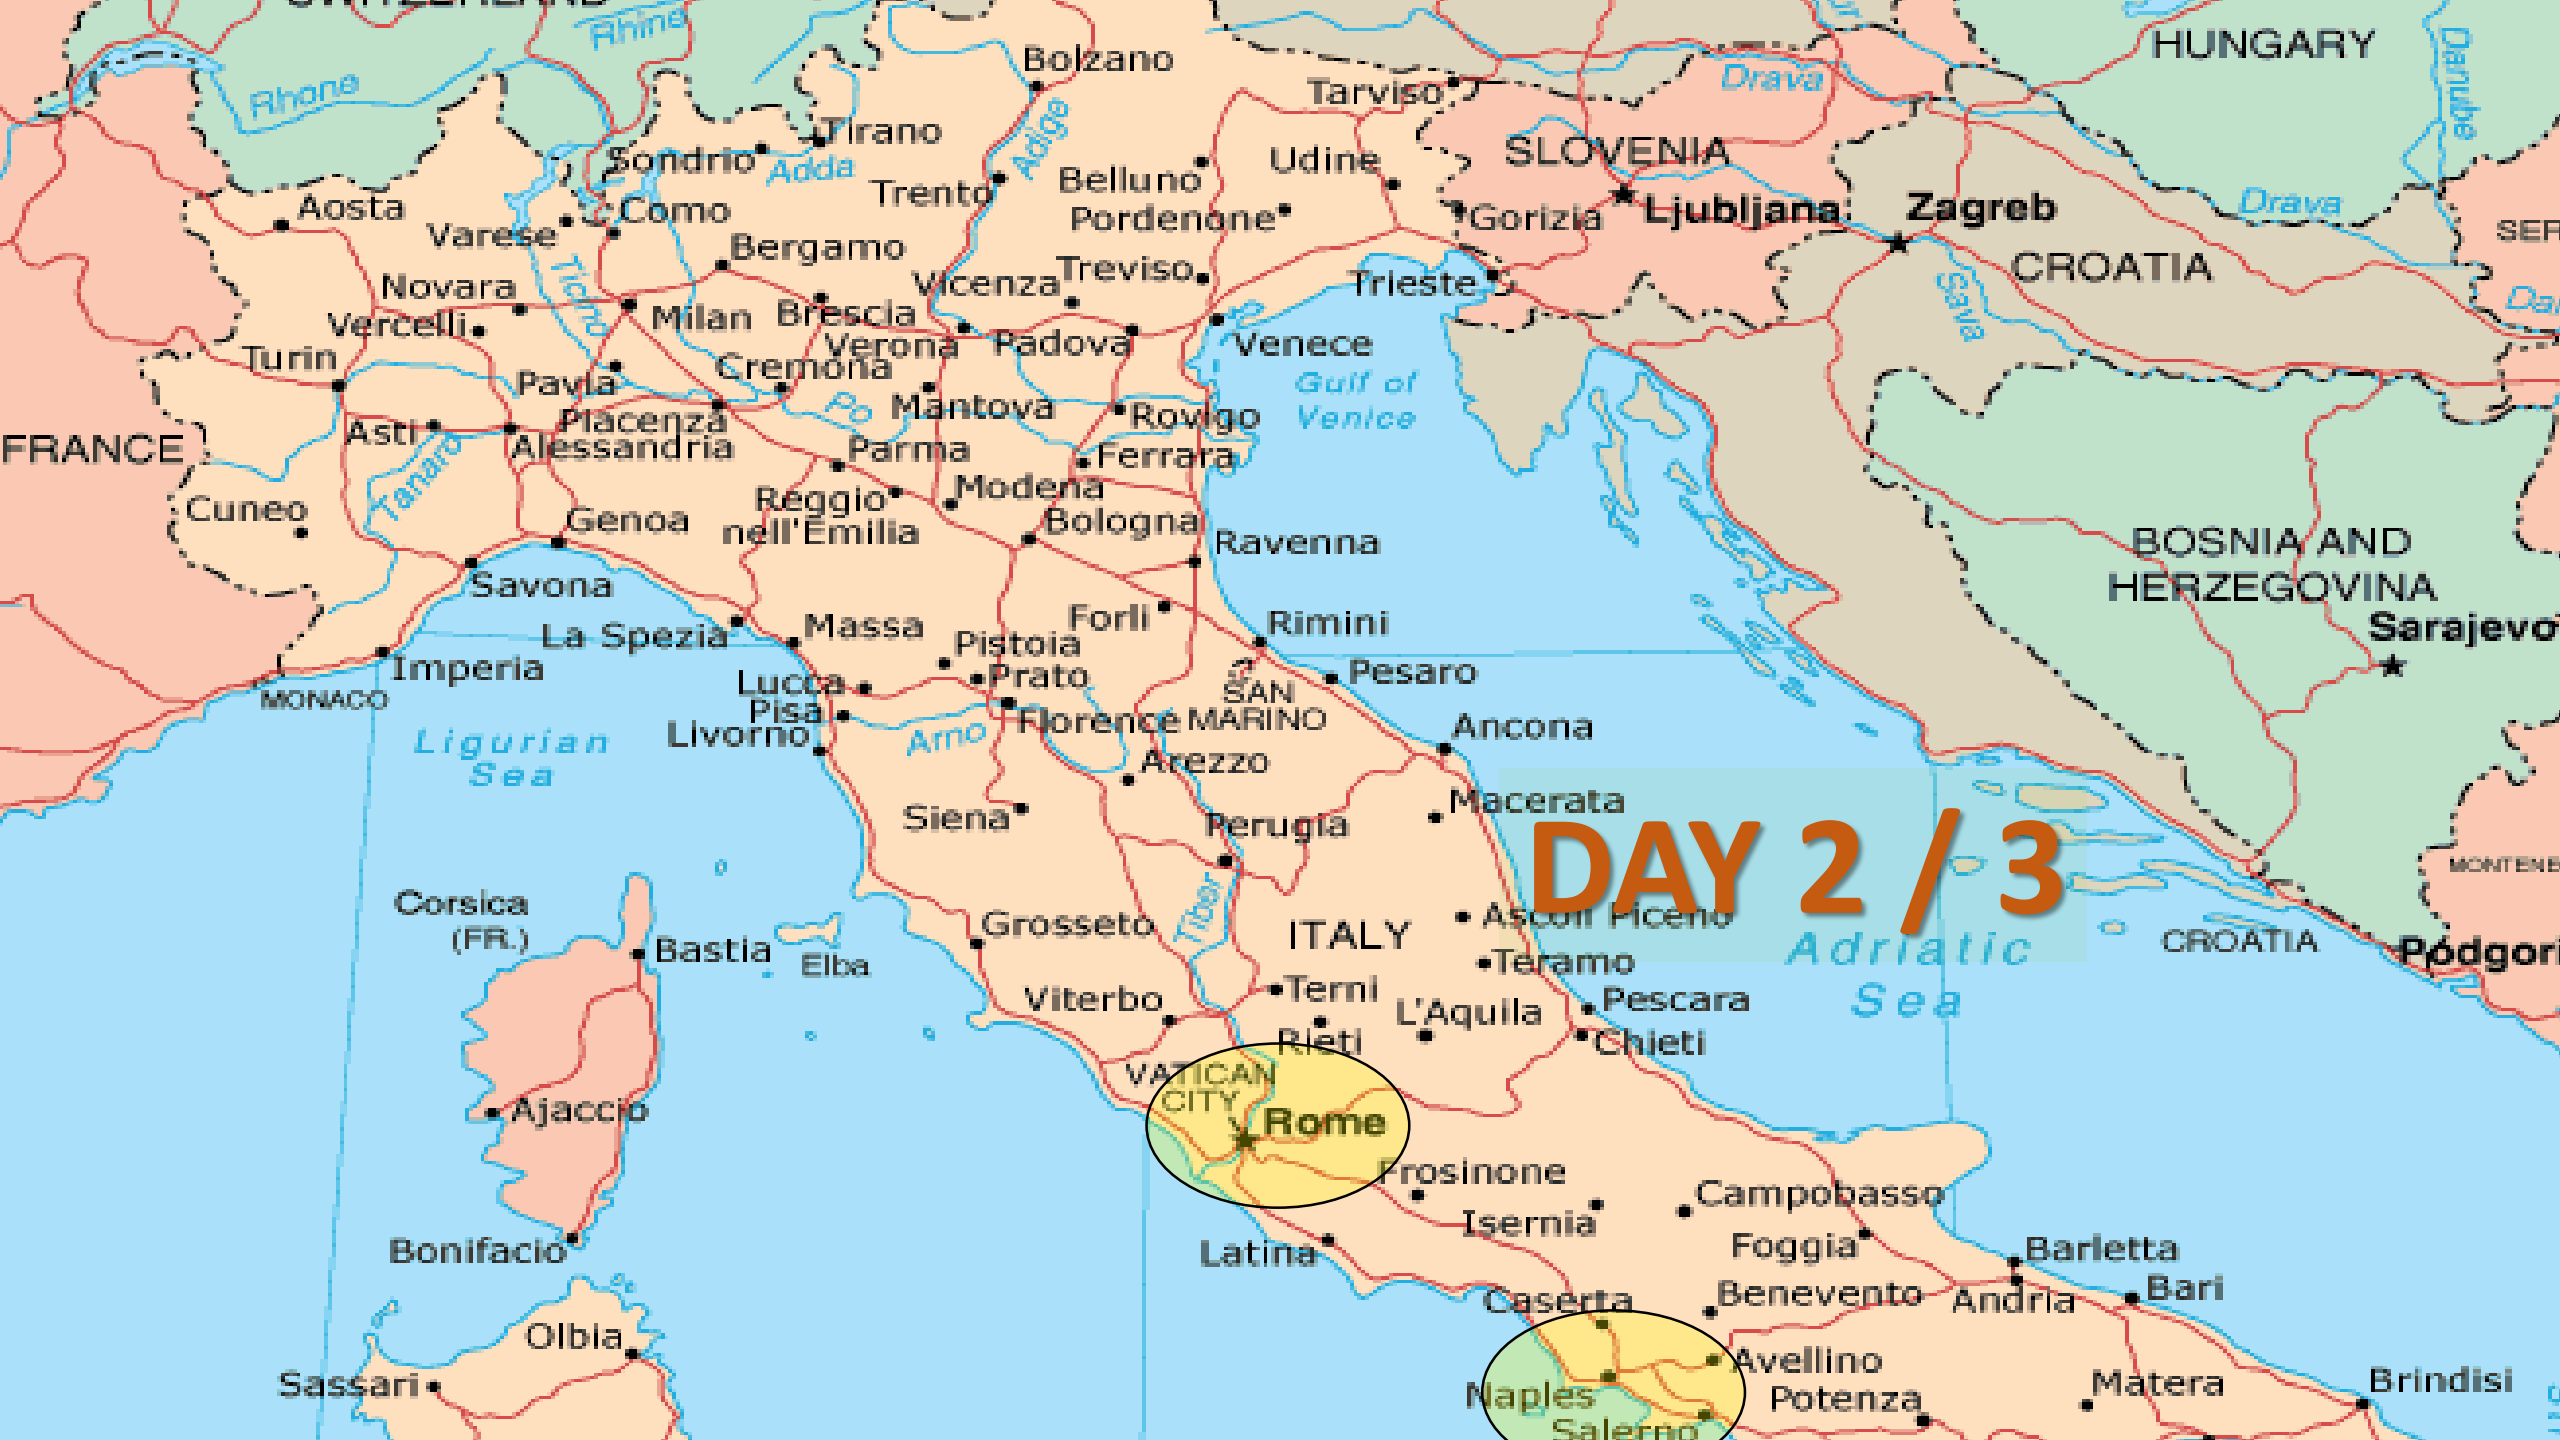 SWITZERLAND
Rhine
Bolzano
HUNGARY
Danube
Rhone
Tarviso
Drava
Tirano
Adige
Sondrio
Adda
Udine
SLOVENIA
Trento
Belluno
Aosta
Como
Pordenone
Gorizia
Ljubljana
Zagreb
Drava
Varese
SER
Bergamo
Treviso
CROATIA
Novara
Ticino
Vicenza
Trieste
Sava
Da
Vercelli
Milan
Brescia
Verona
Padova
Venece
Turin
Cremona
Pavia
Gulf of
Venice
Po
Mantova
Rovigo
Piacenza
Asti
Alessandria
FRANCE
Tanaro
Parma
Ferrara
Cuneo
Reggio
nell'Emilia
Modena
Genoa
Bologna
Ravenna
BOSNIA AND
HERZEGOVINA
Savona
La Spezia
Massa
Forli
Rimini
Sarajevo
Pistoia
Imperia
Prato
Pesaro
MONACO
Lucca
SAN
MARINO
Pisa
Florence
Livorno
Arno
Ancona
Ligurian
Sea
Arezzo
Macerata
Siena
Perugia
DAY 2 / 3
MONTENE
Corsica
(FR.)
Tiber
Ascoli Piceno
Grosseto
ITALY
Bastia
Elba
Adriatic
Sea
CROATIA
Podgori
Teramo
Viterbo
Terni
L'Aquila
Pescara
Rieti
Chieti
VATICAN
CITY
Rome
Ajaccio
Frosinone
Campobasso
Isernia
Bonifacio
Latina
Foggia
Barletta
Caserta
Benevento
Andria
Bari
Olbia
Avellino
Sassari
Naples
Potenza
Matera
Brindisi
Salerno